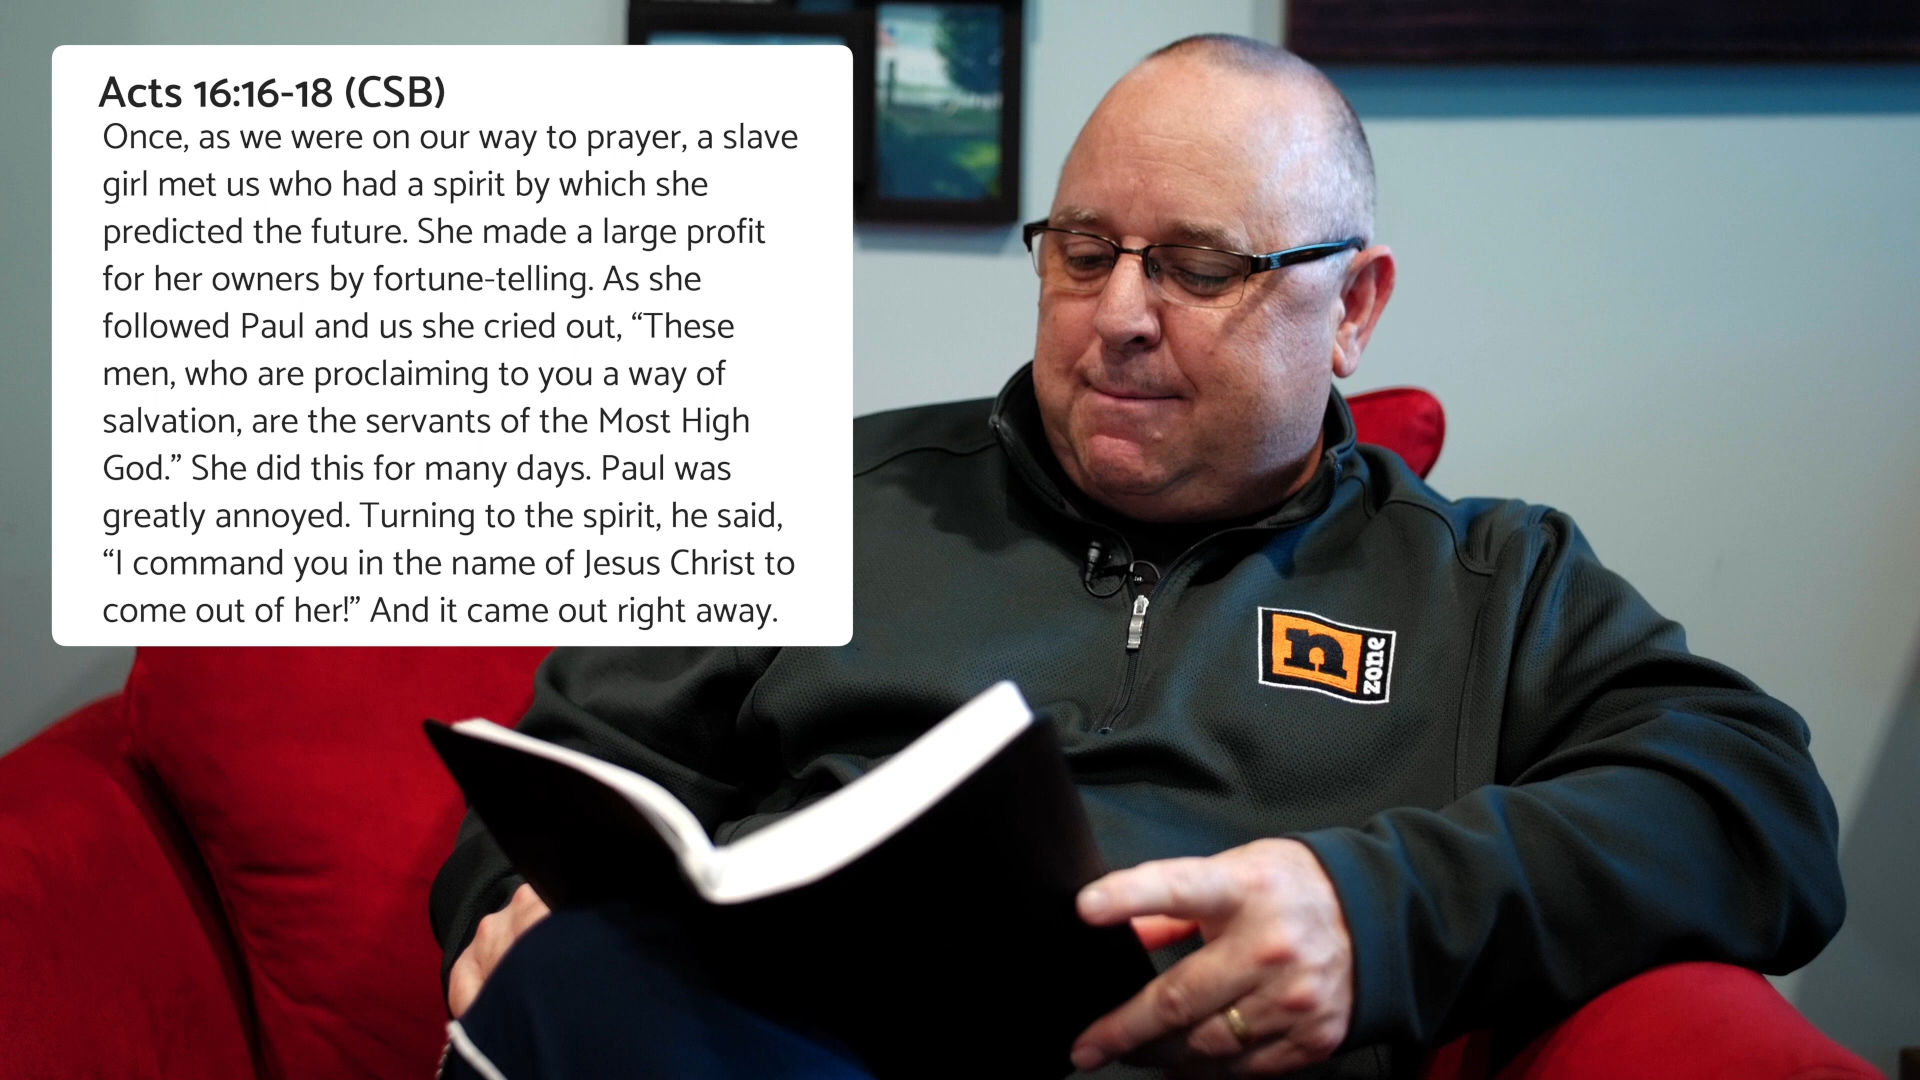 Acts 16:16-18 (CSB)
Once, as we were on our way to prayer, a slave
girl met us who had a spirit by which she
predicted the future. She made a large profit
for her owners by fortune-telling. As she
followed Paul and us she cried out, “These
men, who are proclaiming to you a way of
salvation, are the servants of the Most High
God.” She did this for many days. Paul was
greatly annoyed. Turning to the spirit, he said,
“I command you in the name of Jesus Christ to
come out of her!” And it came out right away.
n
zone